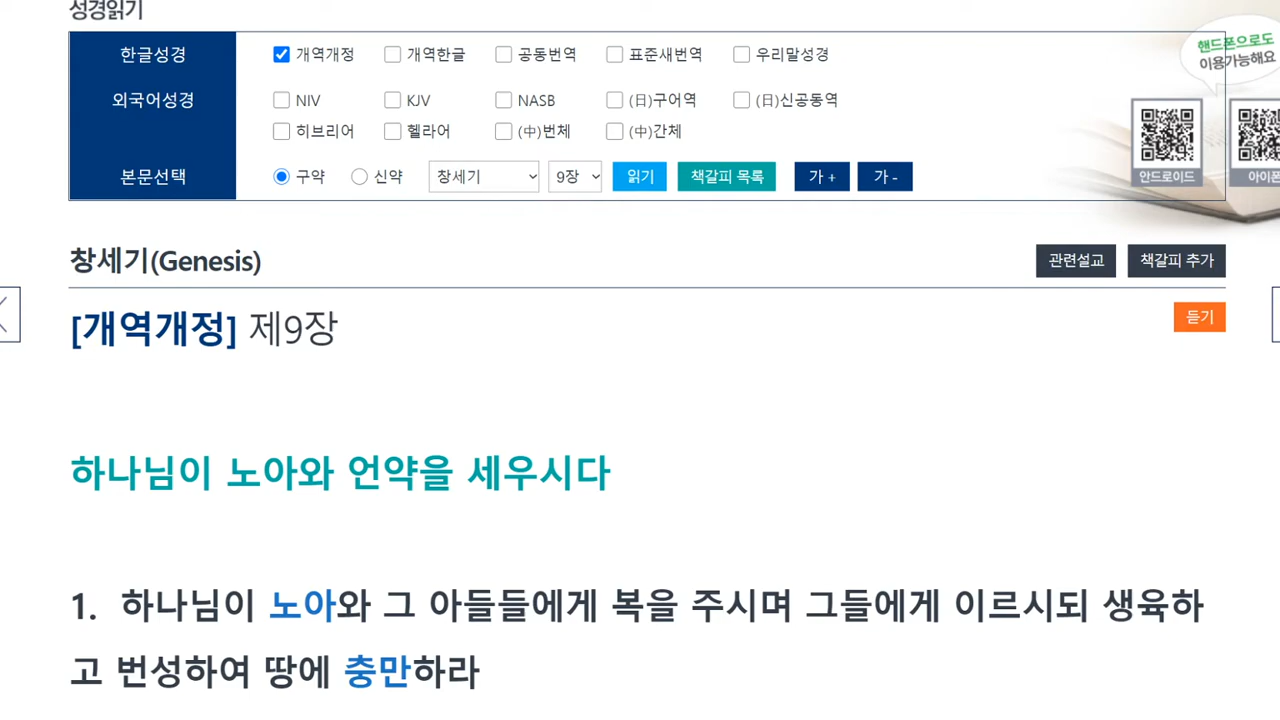 성경읽기
한글성경 개역개정 개역한글 공동번역 표준새번역 우리말성경
핸드폰으로도
이용가능해요
외국어성경 NIV KJV NASB (日)구어역 (日)신공동역
히브리어 헬라어 (中)번체 (中)간체
본문선택 구약 신약 창세기 9장 읽기 책갈피 목록 가 + 가 -
안드로이드 아이폰
창세기(Genesis) 관련설교 책갈피 추가
[개역개정] 제9장 듣기
하나님이 노아와 언약을 세우시다
1. 하나님이 노아와 그 아들들에게 복을 주시며 그들에게 이르시되 생육하
고 번성하여 땅에 충만하라